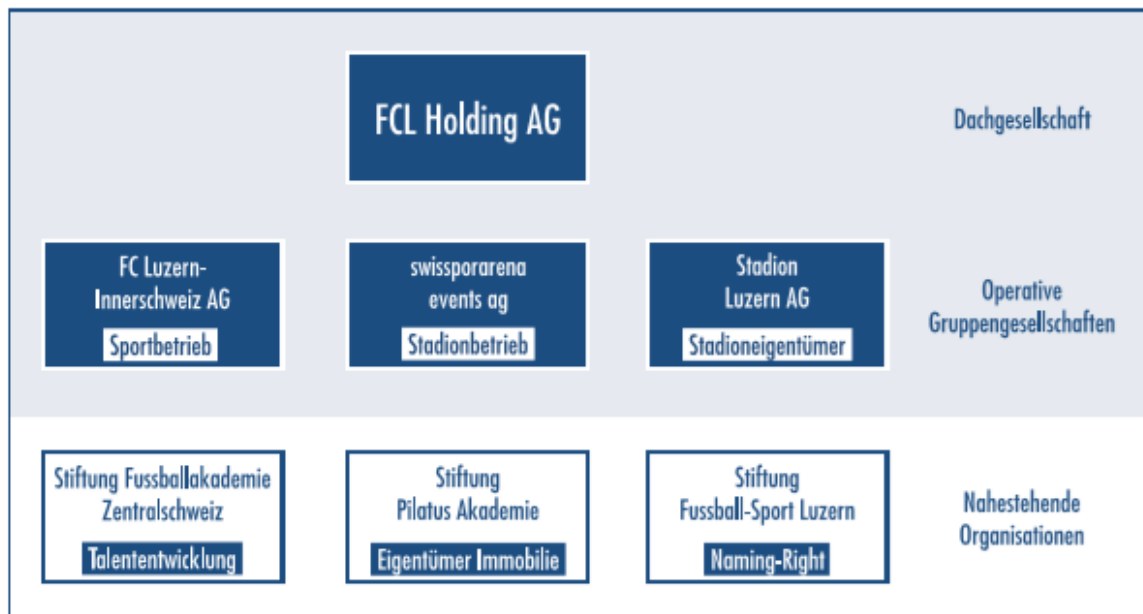 FCL Holding AG
Dachgesellschaft
FC Luzern-
Innerschweiz AG
Sportbetrieb
swissporarena
events ag
Stadionbetrieb
Stadion
Luzern AG
Stadioneigentümer
Operative
Gruppengesellschaften
Stiftung Fussballakademie
Zentralschweiz
Talententwicklung
Stiftung
Pilatus Akademie
Eigentümer Immobilie
Stiftung
Fussball-Sport Luzern
Naming-Right
Nahestehende
Organisationen